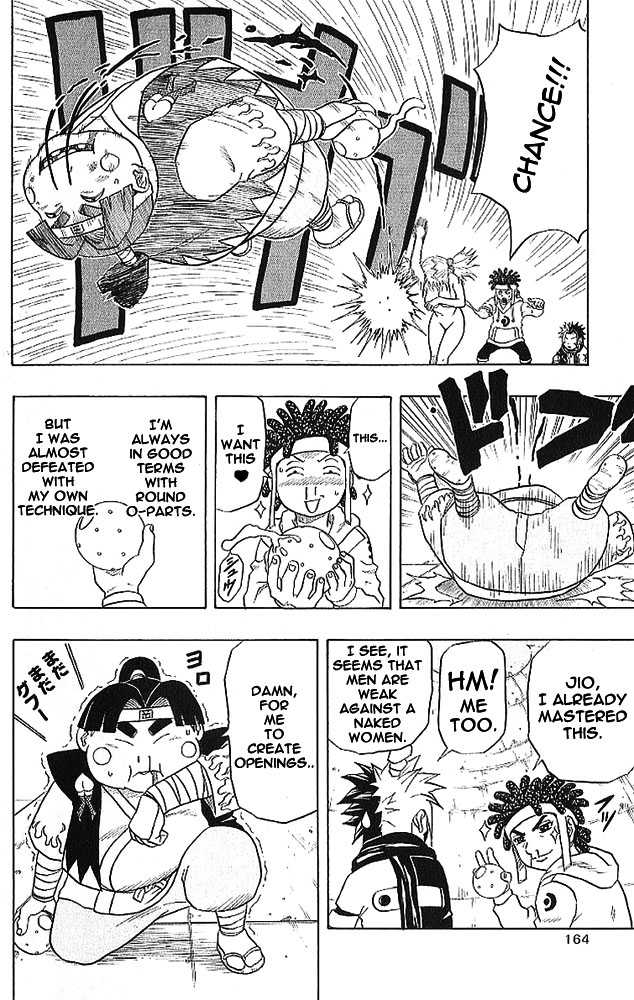 CHANCE!!!
ドブッ
THIS...
I
WANT
THIS
♥
I'M
ALWAYS
IN GOOD
TERMS
WITH
ROUND
O-PARTS.
BUT
I WAS
ALMOST
DEFEATED
WITH
MY OWN
TECHNIQUE.
JIO,
I ALREADY
MASTERED
THIS.
HM!
ME
TOO.
I SEE, IT
SEEMS THAT
MEN ARE
WEAK
AGAINST A
NAKED
WOMEN.
DAMN,
FOR
ME
TO
CREATE
OPENINGS..
ヨロ
まだ
まだ
グフー
164